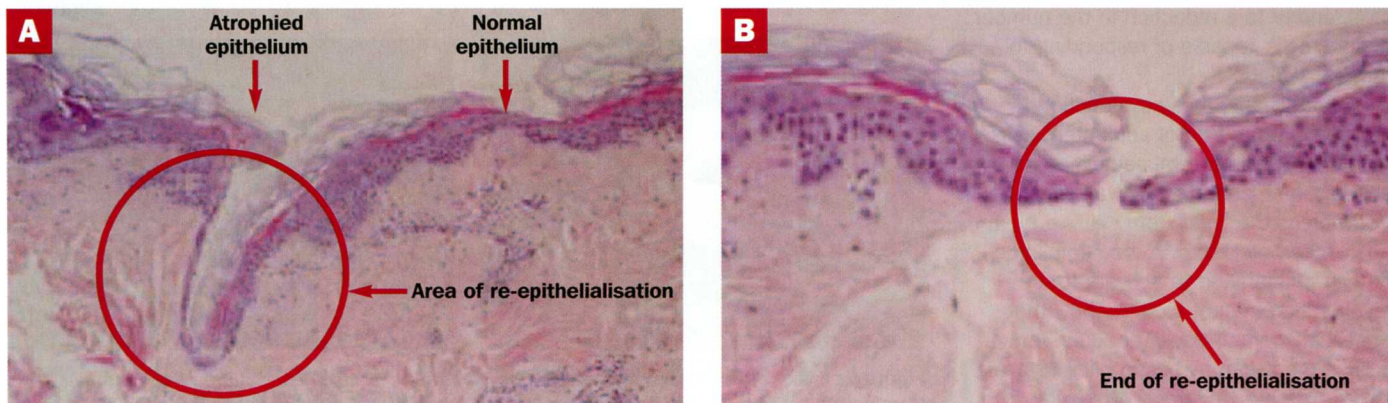 A
Atrophied
epithelium
Normal
epithelium
Area of re-epithelialisation
B
End of re-epithelialisation